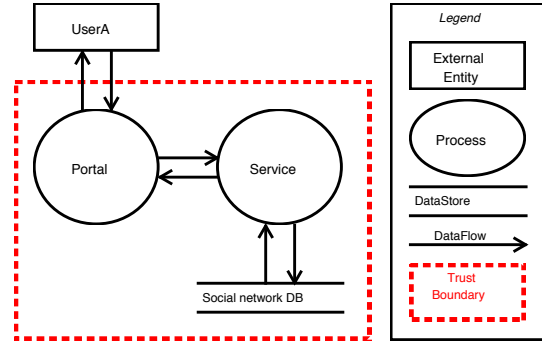 UserA
Portal
Service
Social network DB
Legend
External
Entity
Process
DataStore
DataFlow
Trust
Boundary